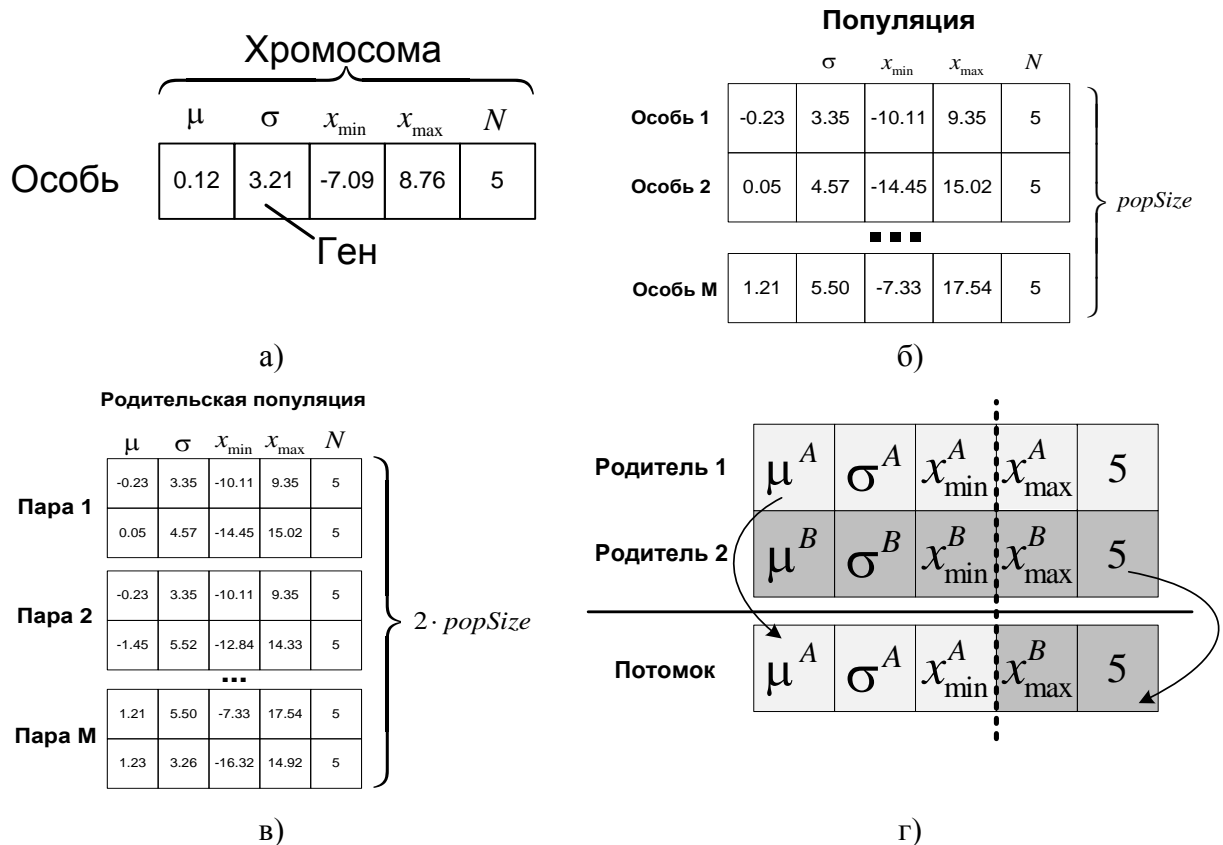 Хромосома
μ σ x_min x_max N
Особь 0.12 3.21 -7.09 8.76 5
Ген
а)
Популяция
σ x_min x_max N
Особь 1 -0.23 3.35 -10.11 9.35 5
Особь 2 0.05 4.57 -14.45 15.02 5
...
popSize
Особь М 1.21 5.50 -7.33 17.54 5
б)
Родительская популяция
μ σ x_min x_max N
Пара 1
-0.23 3.35 -10.11 9.35 5
0.05 4.57 -14.45 15.02 5
Пара 2
-0.23 3.35 -10.11 9.35 5
-1.45 5.52 -12.84 14.33 5
...
2 · popSize
Пара М
1.21 5.50 -7.33 17.54 5
1.23 3.26 -16.32 14.92 5
в)
Родитель 1 μ^A σ^A x_min^A x_max^A 5
Родитель 2 μ^B σ^B x_min^B x_max^B 5
Потомок μ^A σ^A x_min^A x_max^B 5
г)